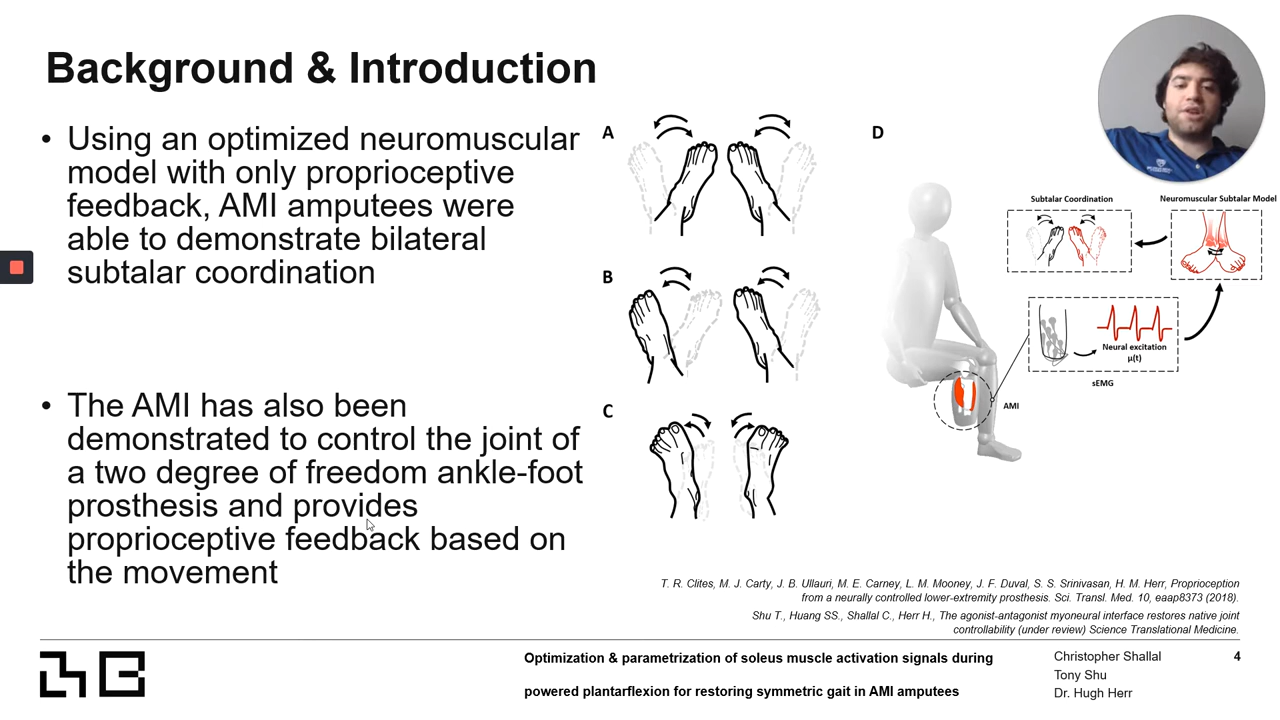 Background & Introduction
• Using an optimized neuromuscular
model with only proprioceptive
feedback, AMI amputees were
able to demonstrate bilateral
subtalar coordination
• The AMI has also been
demonstrated to control the joint of
a two degree of freedom ankle-foot
prosthesis and provides
proprioceptive feedback based on
the movement
A
B
C
D
Subtalar Coordination
Neuromuscular Subtalar Model
Neural excitation
μ(t)
sEMG
AMI
T. R. Clites, M. J. Carty, J. B. Ullauri, M. E. Carney, L. M. Mooney, J. F. Duval, S. S. Srinivasan, H. M. Herr, Proprioception
from a neurally controlled lower-extremity prosthesis. Sci. Transl. Med. 10, eaap8373 (2018).
Shu T., Huang SS., Shallal C., Herr H., The agonist-antagonist myoneural interface restores native joint
controllability (under review) Science Translational Medicine.
Optimization & parametrization of soleus muscle activation signals during
powered plantarflexion for restoring symmetric gait in AMI amputees
Christopher Shallal
Tony Shu
Dr. Hugh Herr
4